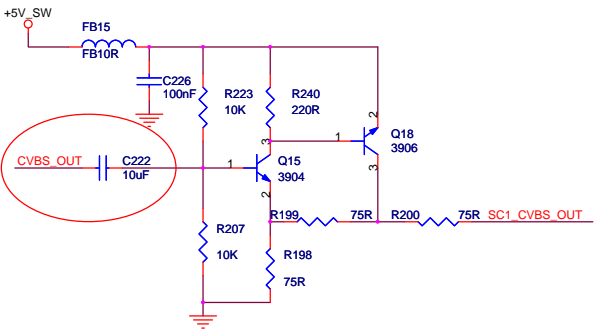 +5V_SW
FB15
FB10R
C226
100nF
R223
10K
R240
220R
2
1
Q18
3906
3
3
CVBS_OUT
C222
10uF
1
Q15
3904
2
R199
75R
R200
75R
SC1_CVBS_OUT
R207
10K
R198
75R